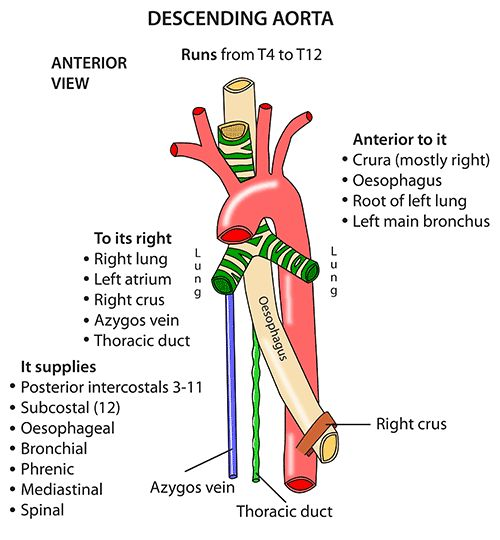 DESCENDING AORTA
Runs from T4 to T12
ANTERIOR
VIEW
Anterior to it
• Crura (mostly right)
• Oesophagus
• Root of left lung
• Left main bronchus
To its right
• Right lung
• Left atrium
• Right crus
• Azygos vein
• Thoracic duct
Lung
Lung
Oesophagus
It supplies
• Posterior intercostals 3-11
• Subcostal (12)
• Oesophageal
• Bronchial
• Phrenic
• Mediastinal
• Spinal
Right crus
Azygos vein
Thoracic duct